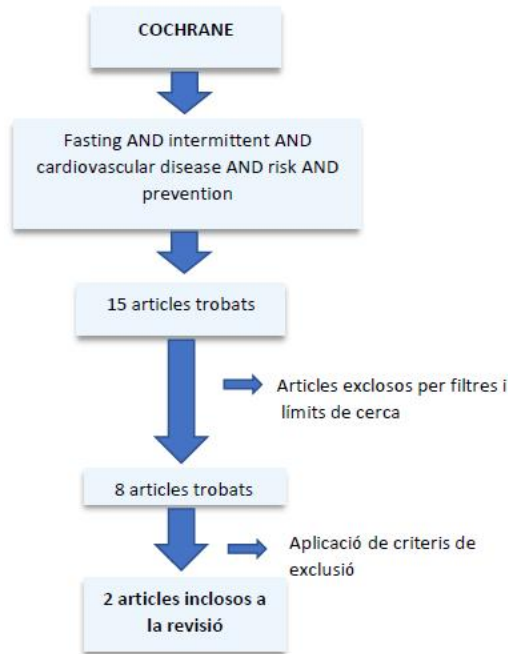 COCHRANE
Fasting AND intermittent AND
cardiovascular disease AND risk AND
prevention
15 articles trobats
Articles exclosos per filtres i
límits de cerca
8 articles trobats
Aplicació de criteris de
exclusió
2 articles inclosos a
la revisió